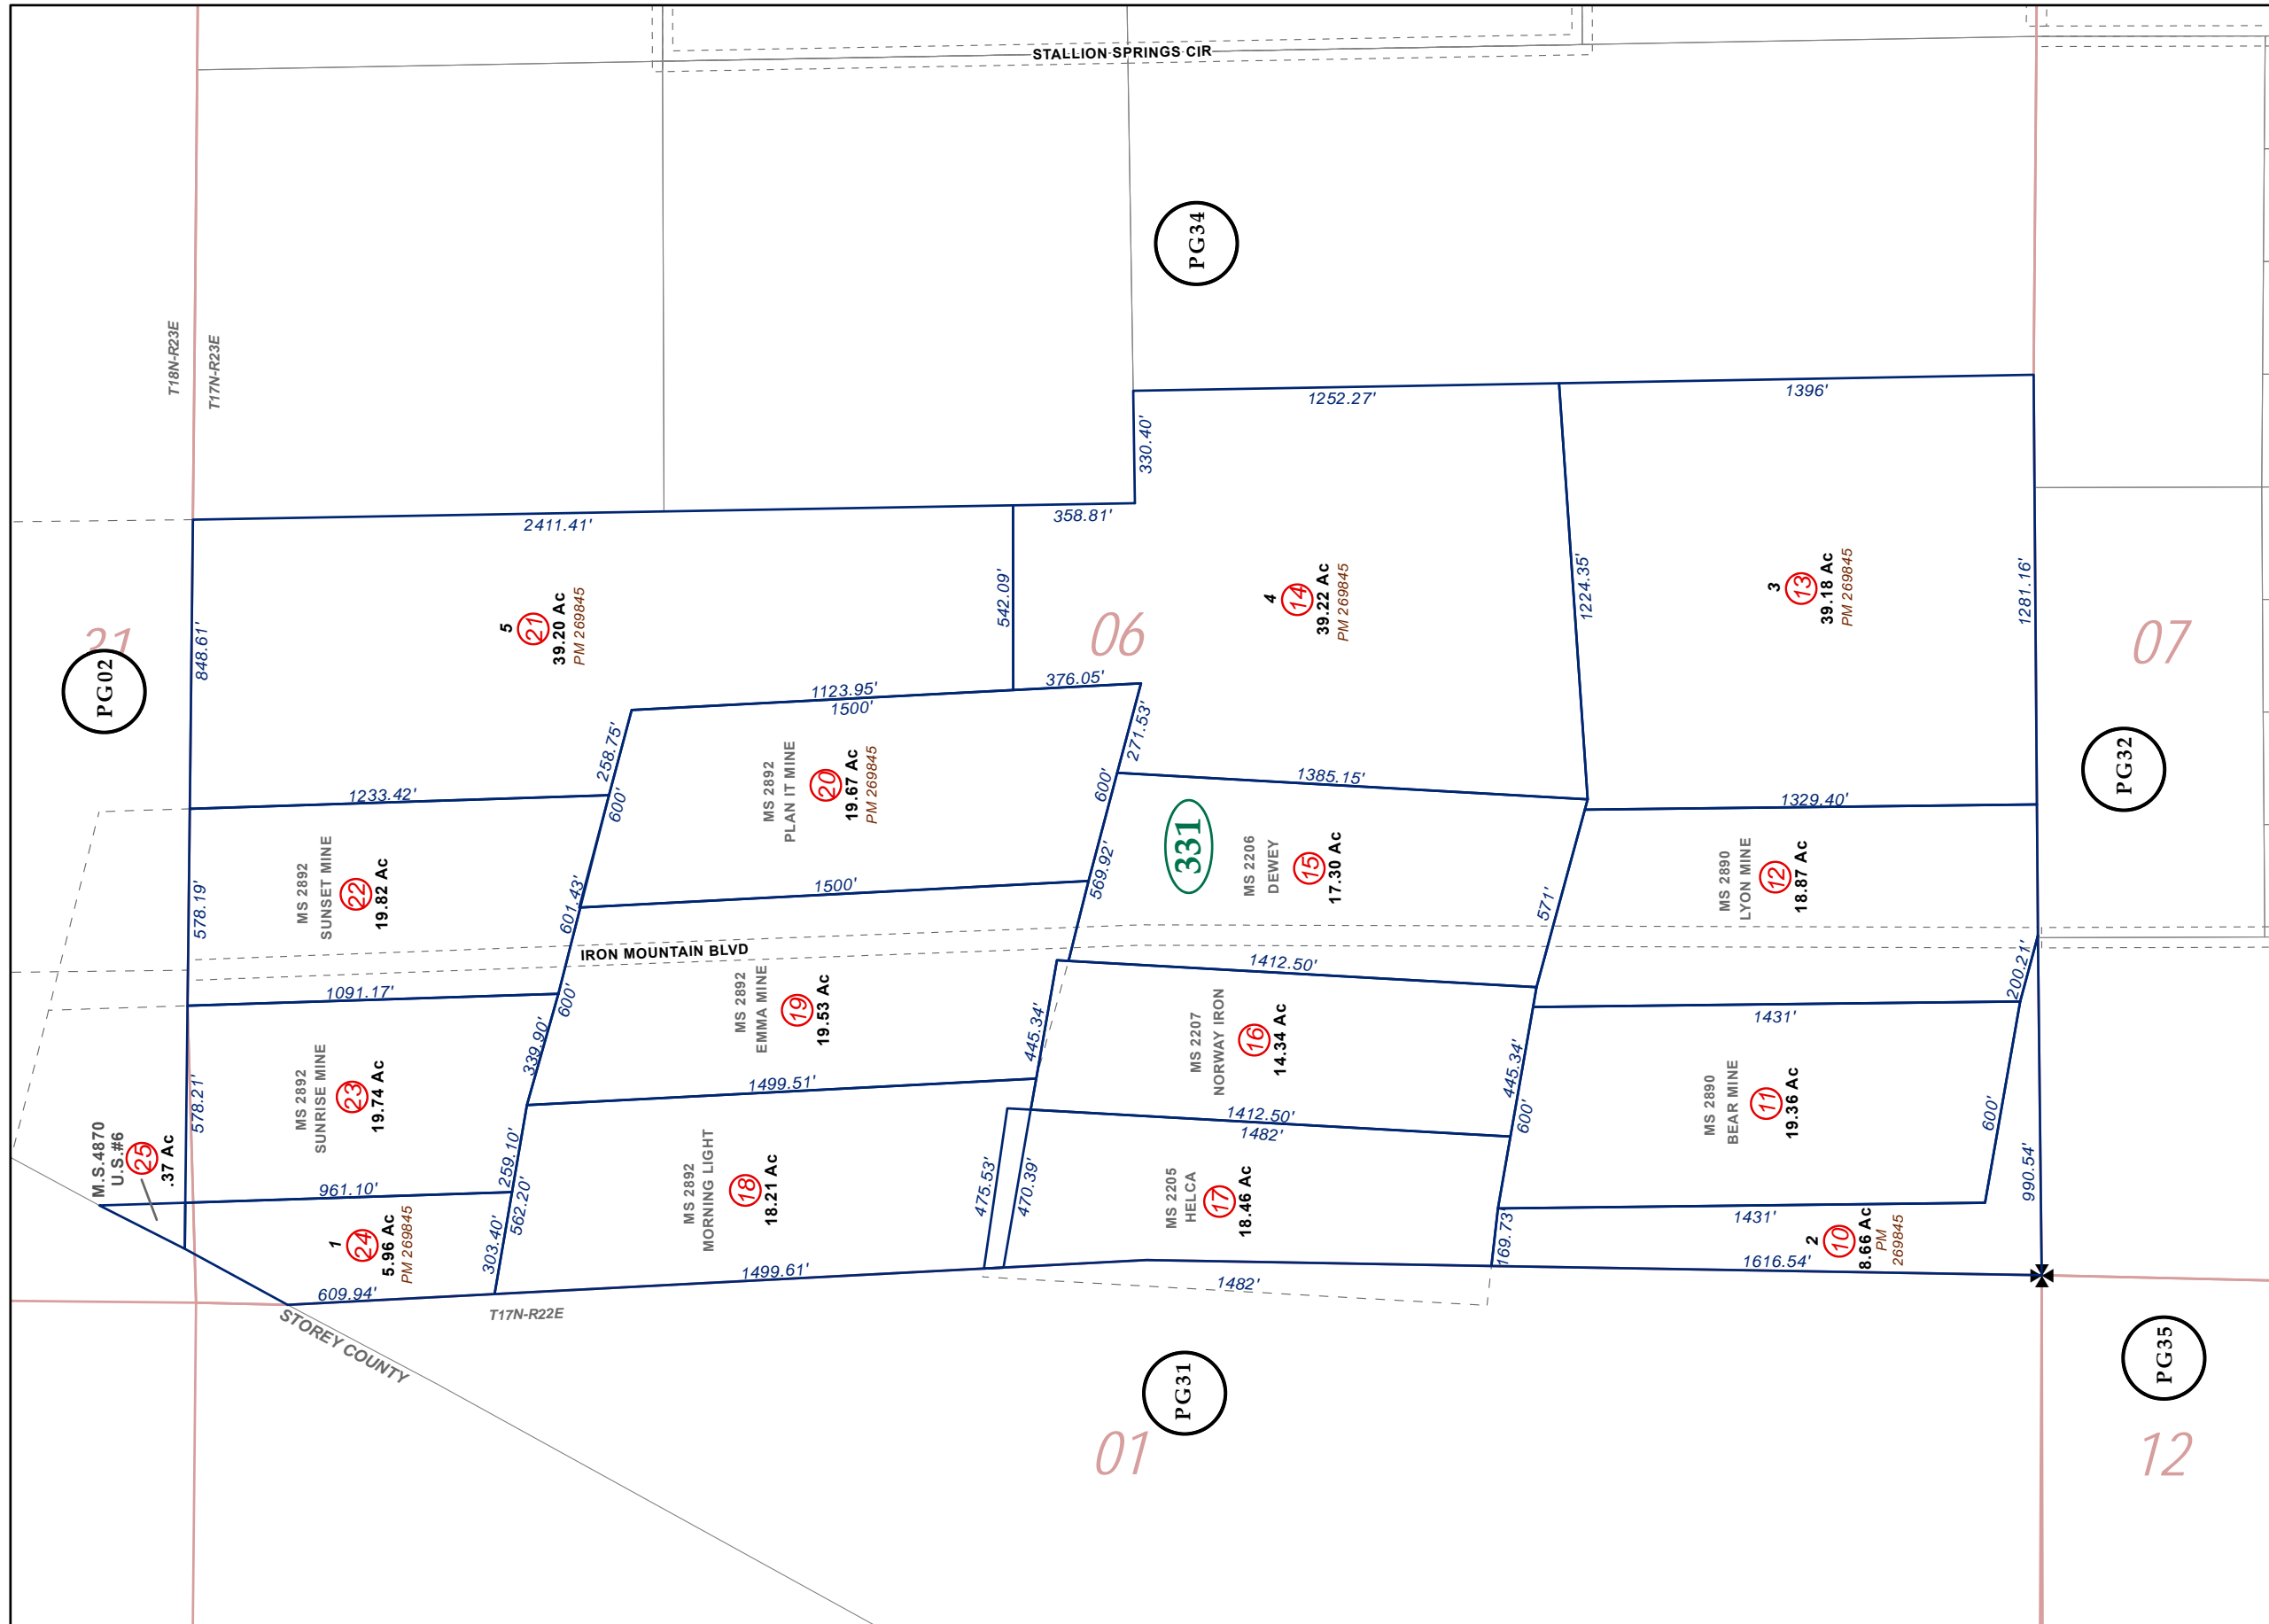 STALLION SPRINGS CIR
PG34
T18N-R23E
T17N-R23E
1252.27'
1396'
330.40'
2411.41'
358.81'
848.61'
5
21
39.20 Ac
PM 269845
542.09'
06
4
14
39.22 Ac
PM 269845
1224.35'
3
13
39.18 Ac
PM 269845
1281.16'
07
PG02
PG32
1123.95'
1500'
376.05'
271.53'
258.75'
600'
1233.42'
MS 2892
PLAN IT MINE
20
19.67 Ac
PM 269845
600'
1385.15'
1329.40'
331
578.19'
MS 2892
SUNSET MINE
22
19.82 Ac
601.43'
1500'
569.92'
MS 2206
DEWEY
15
17.30 Ac
571'
MS 2890
LYON MINE
12
18.87 Ac
IRON MOUNTAIN BLVD
1091.17'
600'
339.90'
MS 2892
EMMA MINE
19
19.53 Ac
1499.51'
445.34'
1412.50'
MS 2207
NORWAY IRON
16
14.34 Ac
445.34'
600'
1431'
200.21'
578.21'
MS 2892
SUNRISE MINE
23
19.74 Ac
M.S.4870
U.S.#6
25
.37 Ac
961.10'
259.10'
562.20'
303.40'
MS 2892
MORNING LIGHT
18
18.21 Ac
475.53'
470.39'
1412.50'
1482'
MS 2205
HELCA
17
18.46 Ac
169.73'
MS 2890
BEAR MINE
11
19.36 Ac
600'
990.54'
1431'
1
24
5.96 Ac
PM 269845
609.94'
1499.61'
1482'
1616.54'
2
10
8.66 Ac
PM
269845
T17N-R22E
STOREY COUNTY
PG31
PG35
01
12